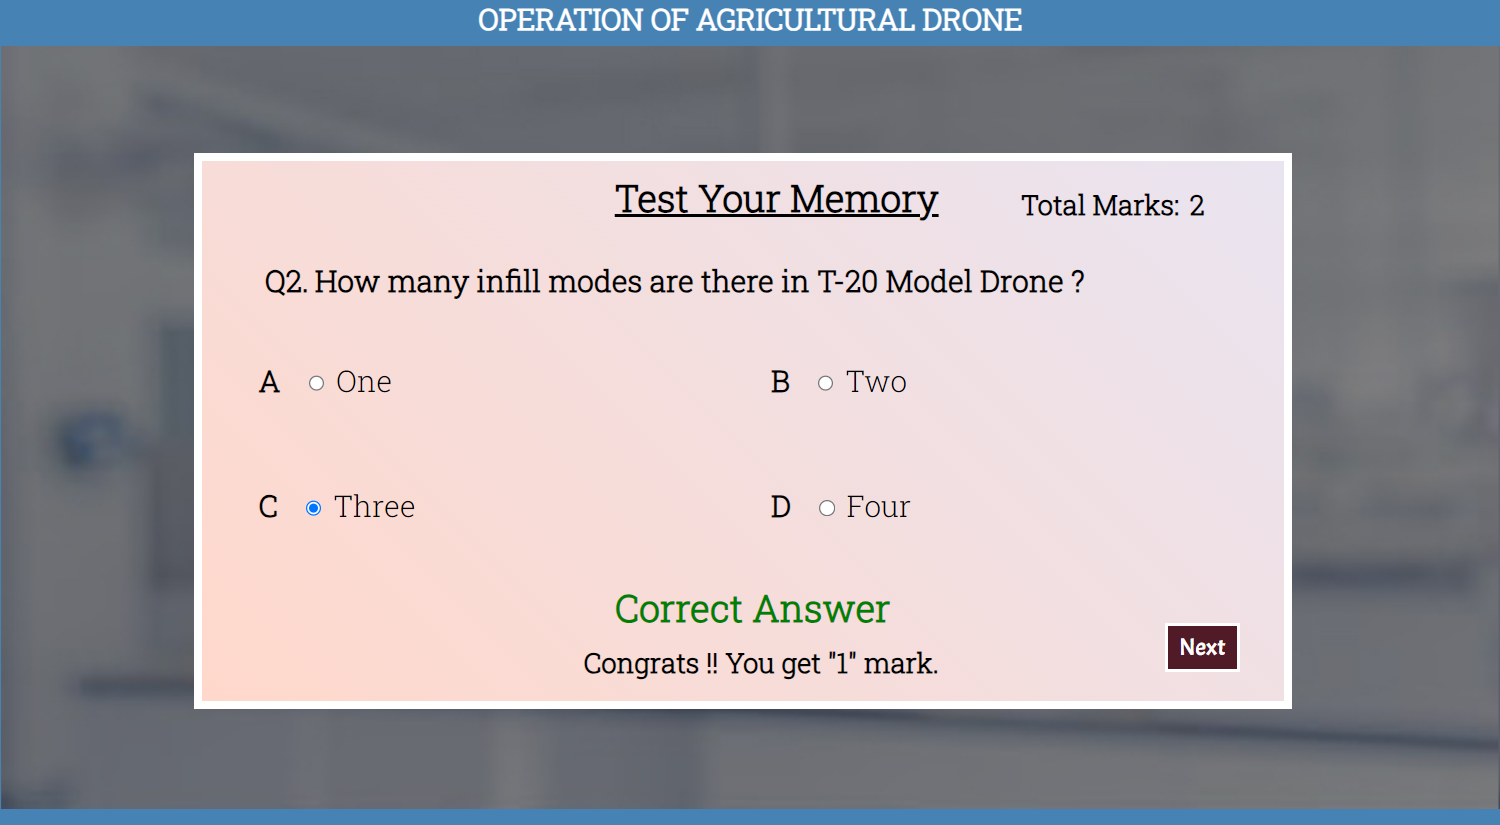 OPERATION OF AGRICULTURAL DRONE
Test Your Memory
Total Marks: 2
Q2. How many infill modes are there in T-20 Model Drone ?
A One
B Two
C Three
D Four
Correct Answer
Congrats !! You get "1" mark.
Next